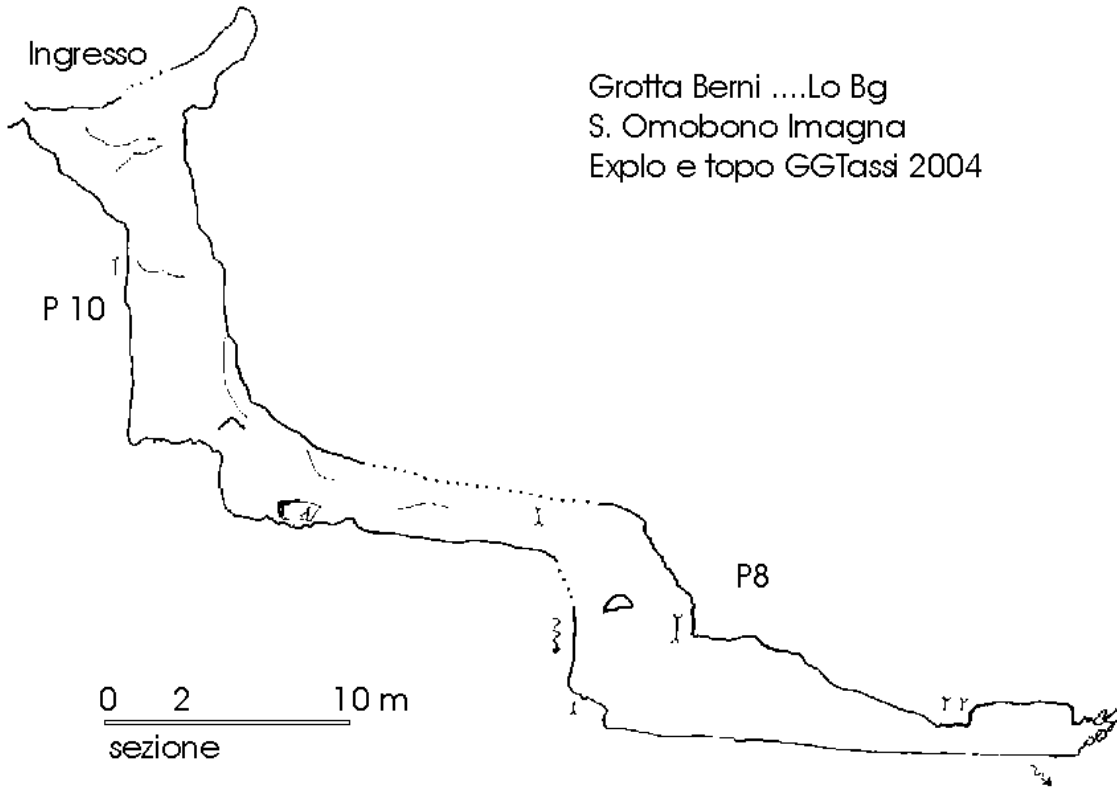 Ingresso
Grotta Berni ....Lo Bg
S. Omobono Imagna
Explo e topo GGTassi 2004
P 10
P8
0 2 10 m
sezione